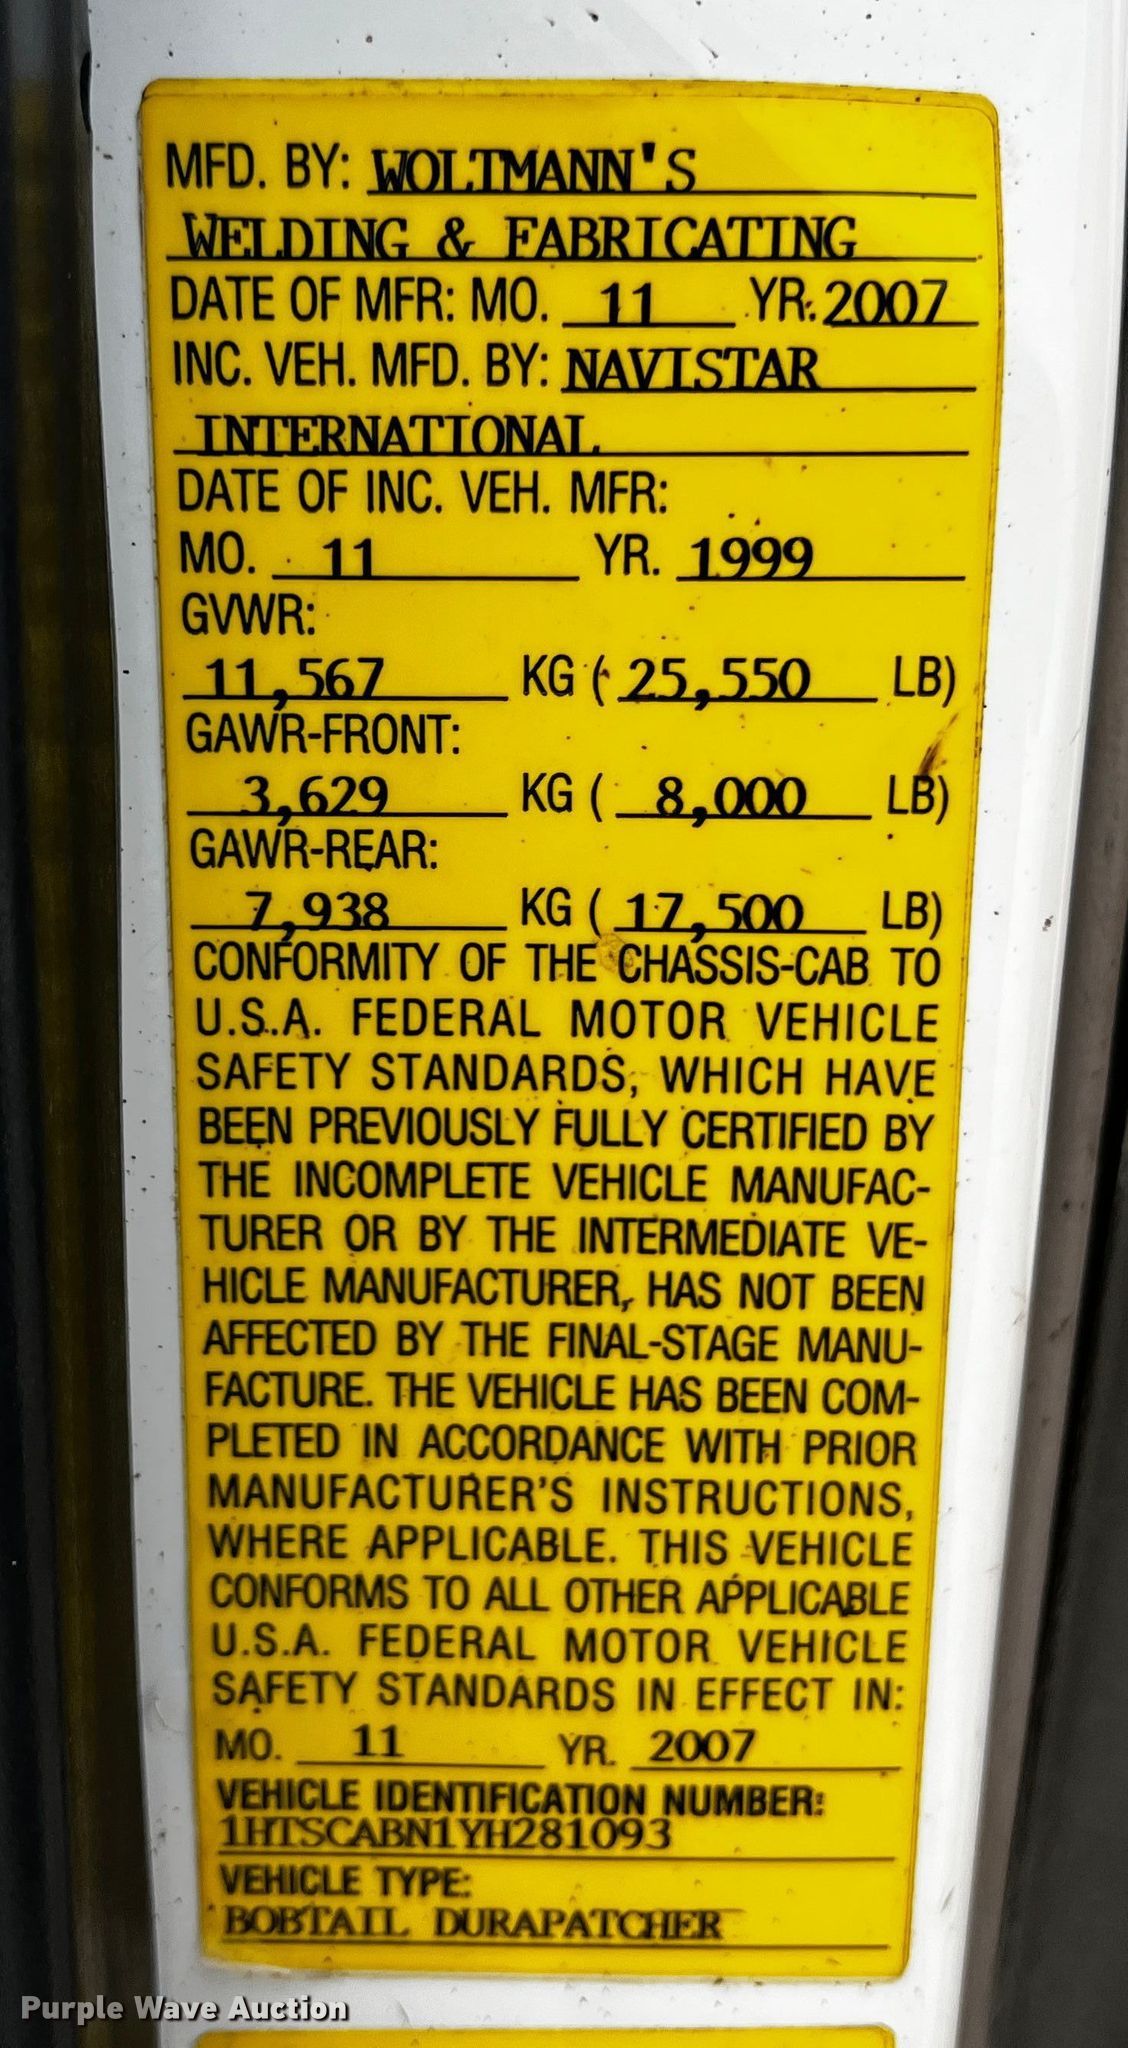 MFD. BY: WOLTMANN'S
WELDING & FABRICATING
DATE OF MFR: MO. 11 YR. 2007
INC. VEH. MFD. BY: NAVISTAR
INTERNATIONAL
DATE OF INC. VEH. MFR:
MO. 11 YR. 1999
GVWR:
11,567 KG ( 25,550 LB)
GAWR-FRONT:
3,629 KG ( 8,000 LB)
GAWR-REAR:
7,938 KG ( 17,500 LB)
CONFORMITY OF THE CHASSIS-CAB TO
U.S.A. FEDERAL MOTOR VEHICLE
SAFETY STANDARDS, WHICH HAVE
BEEN PREVIOUSLY FULLY CERTIFIED BY
THE INCOMPLETE VEHICLE MANUFAC-
TURER OR BY THE INTERMEDIATE VE-
HICLE MANUFACTURER, HAS NOT BEEN
AFFECTED BY THE FINAL-STAGE MANU-
FACTURE. THE VEHICLE HAS BEEN COM-
PLETED IN ACCORDANCE WITH PRIOR
MANUFACTURER'S INSTRUCTIONS,
WHERE APPLICABLE. THIS VEHICLE
CONFORMS TO ALL OTHER APPLICABLE
U.S.A. FEDERAL MOTOR VEHICLE
SAFETY STANDARDS IN EFFECT IN:
MO. 11 YR. 2007
VEHICLE IDENTIFICATION NUMBER:
1HTSCABN1YH281093
VEHICLE TYPE:
BOBTAIL DURAPATCHER
Purple Wave Auction